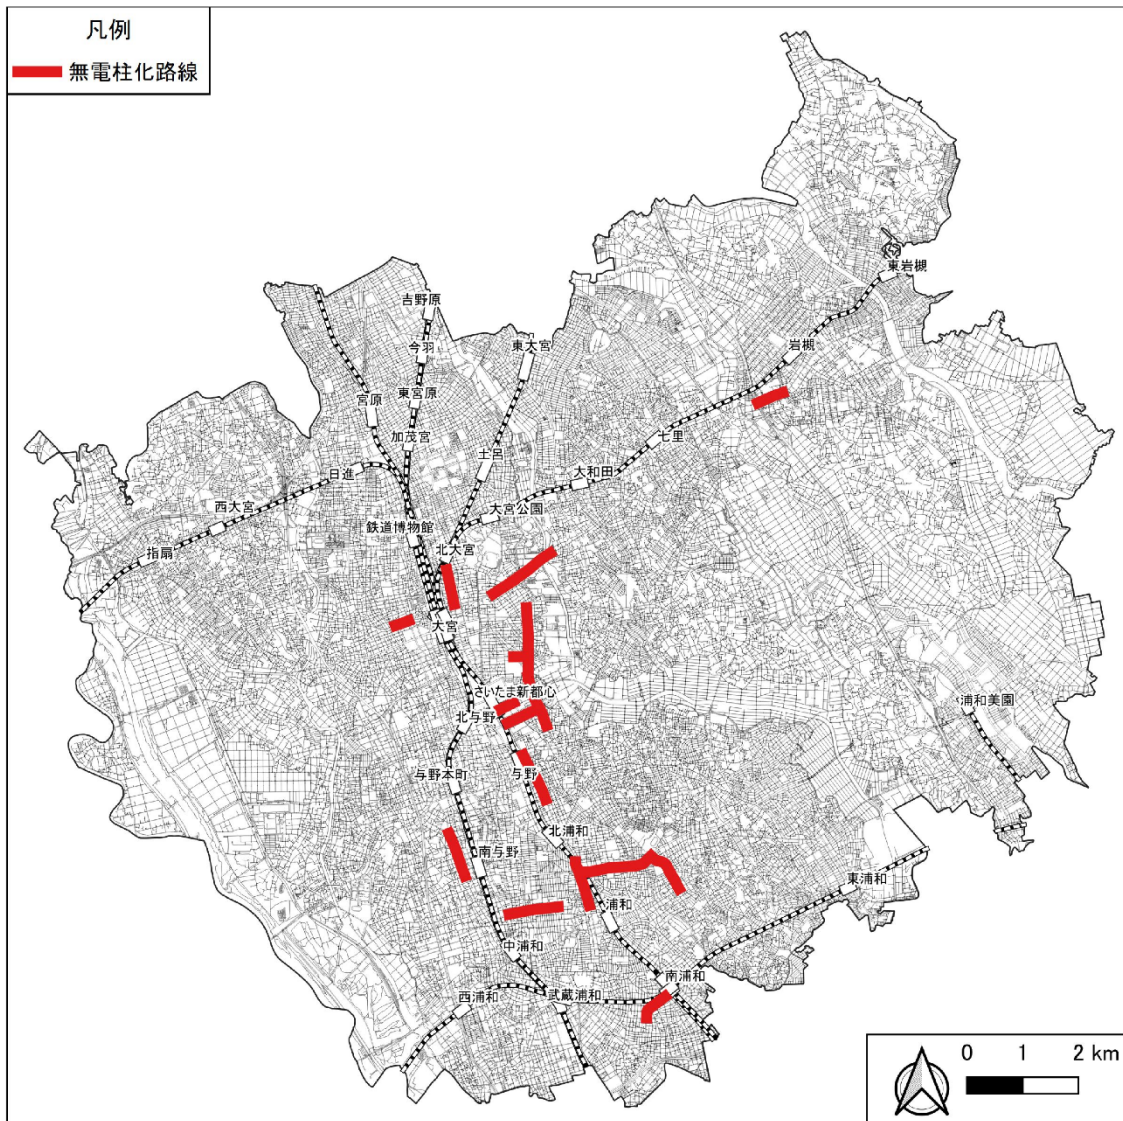 凡例
無電柱化路線
東岩槻
吉野原
今羽
東大宮
岩槻
東宮原
宮原
加茂宮
七里
土呂
日進
大和田
西大宮
大宮公園
鉄道博物館
指扇
北大宮
大宮
さいたま新都心
浦和美園
北与野
与野本町
与野
北浦和
南与野
東浦和
浦和
中浦和
南浦和
西浦和
武蔵浦和
0 1 2 km